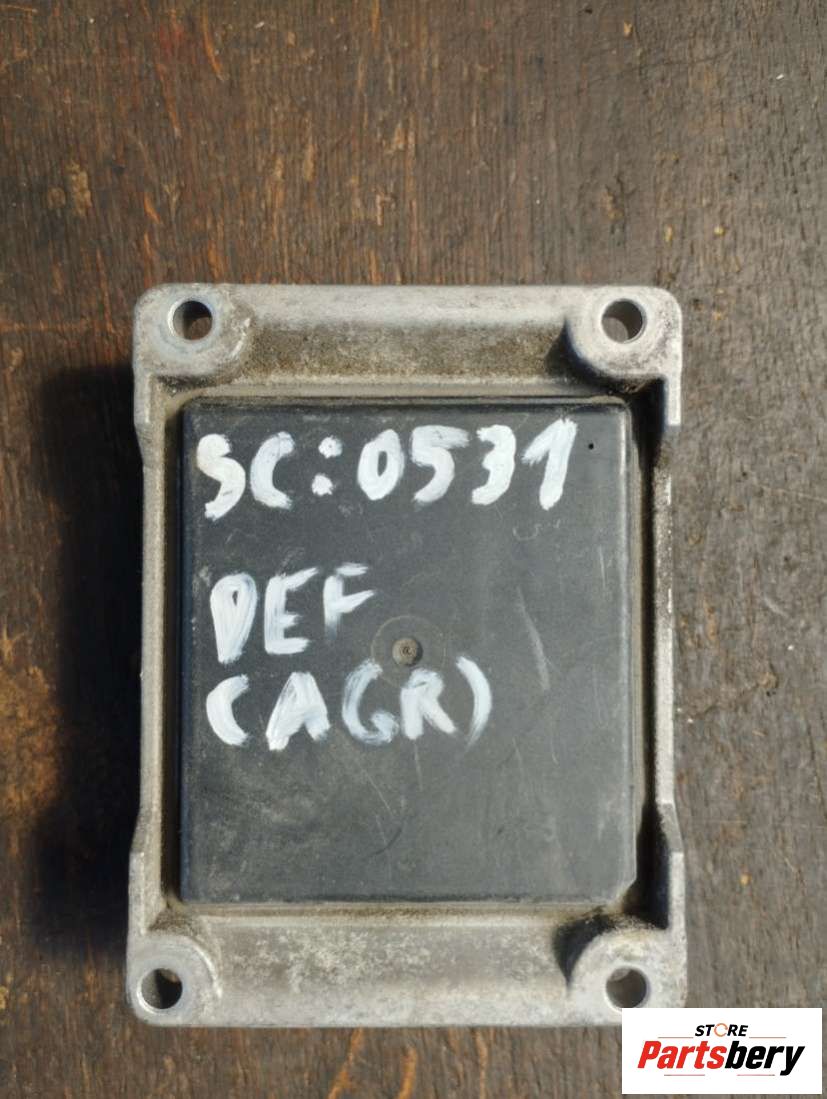 SC:0531
DEF
(AGR)
STORE
Partsbery